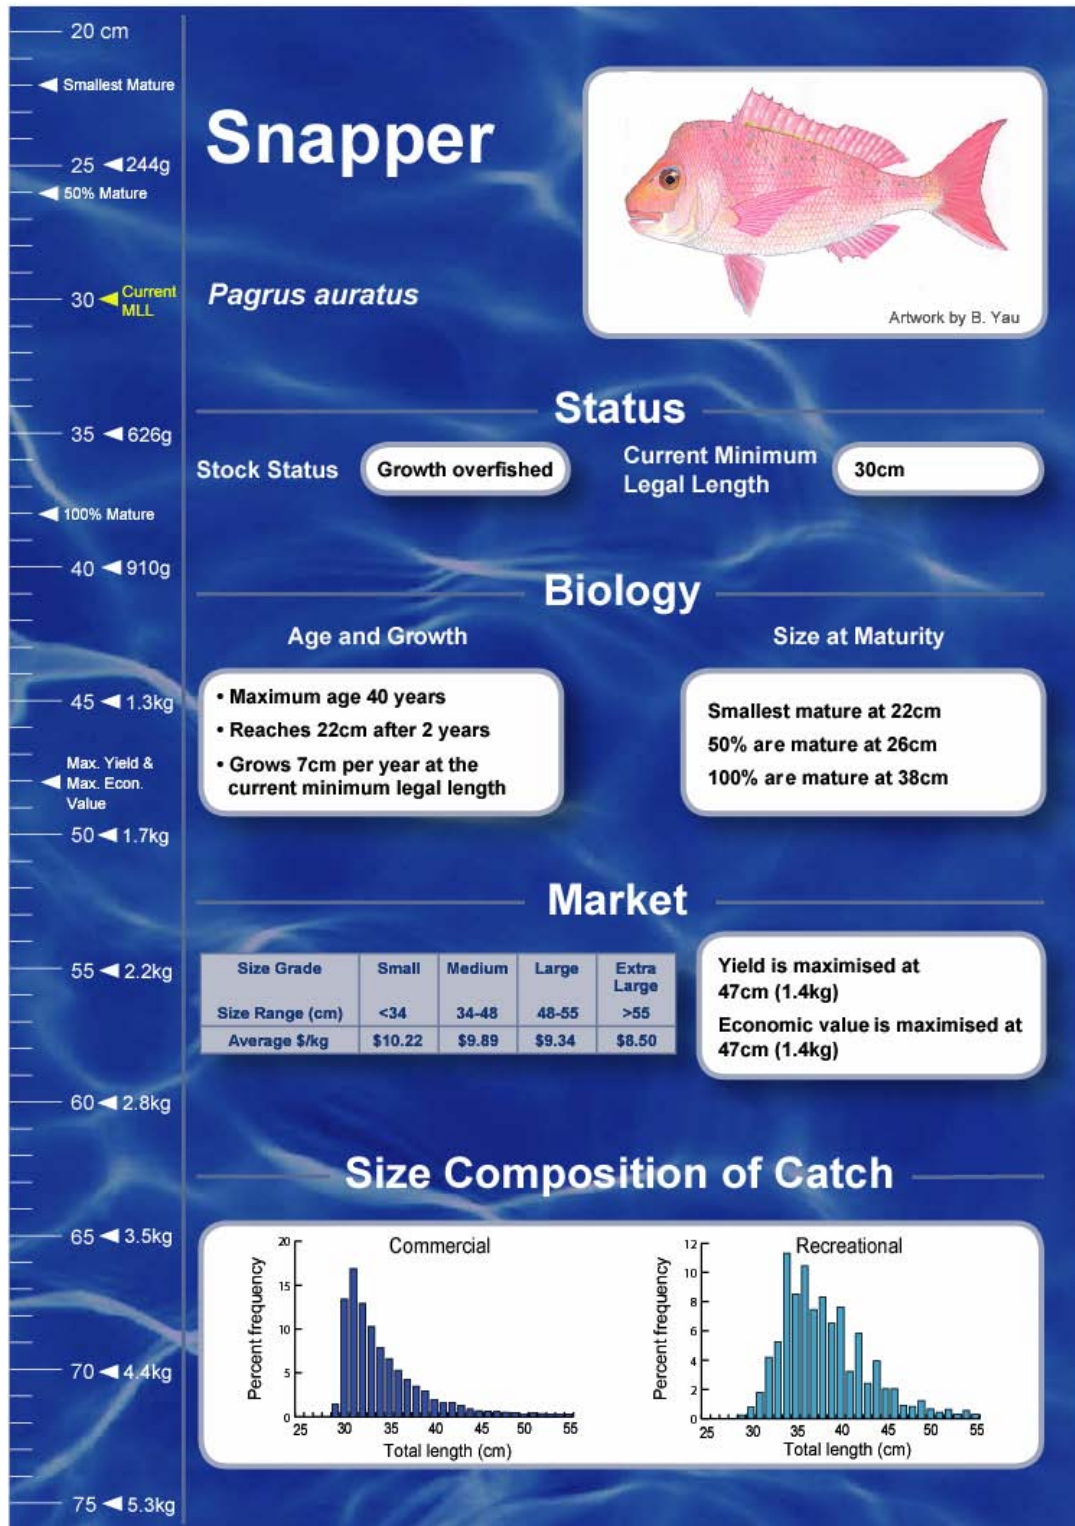 20 cm
Smallest Mature
25 244g
50% Mature
30 Current
MLL
35 626g
100% Mature
40 910g
45 1.3kg
Max. Yield &
Max. Econ.
Value
50 1.7kg
55 2.2kg
60 2.8kg
65 3.5kg
70 4.4kg
75 5.3kg
Snapper
Pagrus auratus
Artwork by B. Yau
Status
Stock Status
Growth overfished
Current Minimum
Legal Length
30cm
Biology
Age and Growth
• Maximum age 40 years
• Reaches 22cm after 2 years
• Grows 7cm per year at the
current minimum legal length
Size at Maturity
Smallest mature at 22cm
50% are mature at 26cm
100% are mature at 38cm
Market
Size Grade Small Medium Large Extra
Large
Size Range (cm) <34 34-48 48-55 >55
Average $/kg $10.22 $9.89 $9.34 $8.50
Yield is maximised at
47cm (1.4kg)
Economic value is maximised at
47cm (1.4kg)
Size Composition of Catch
Commercial
Percent frequency
20
15
10
5
0
25 30 35 40 45 50 55
Total length (cm)
Recreational
Percent frequency
12
10
8
6
4
2
0
25 30 35 40 45 50 55
Total length (cm)